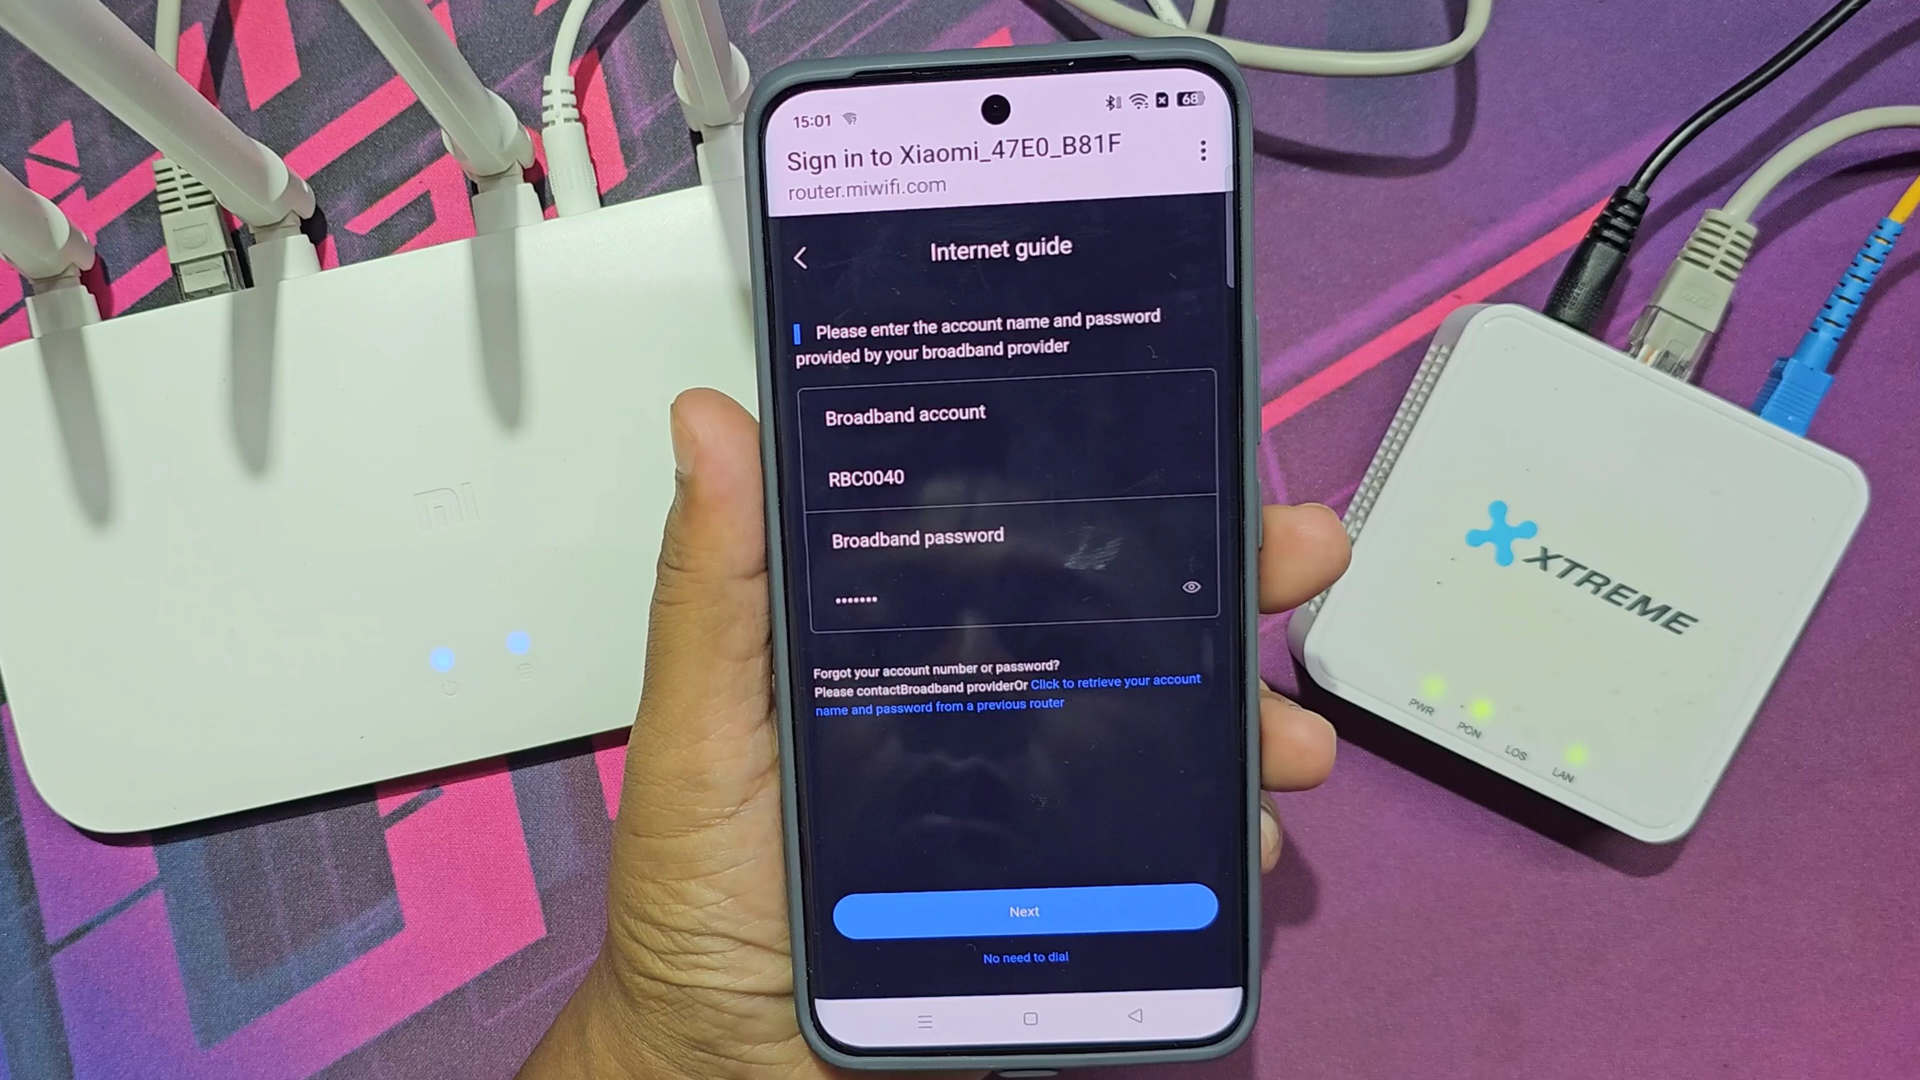 15:01
68
Sign in to Xiaomi_47E0_B81F
router.miwifi.com
Internet guide
Please enter the account name and password
provided by your broadband provider
Broadband account
RBC0040
Broadband password
•••••••
Forgot your account number or password?
Please contactBroadband providerOr Click to retrieve your account
name and password from a previous router
Next
No need to dial
MI
XTREME
PWR
PON
LOS
LAN